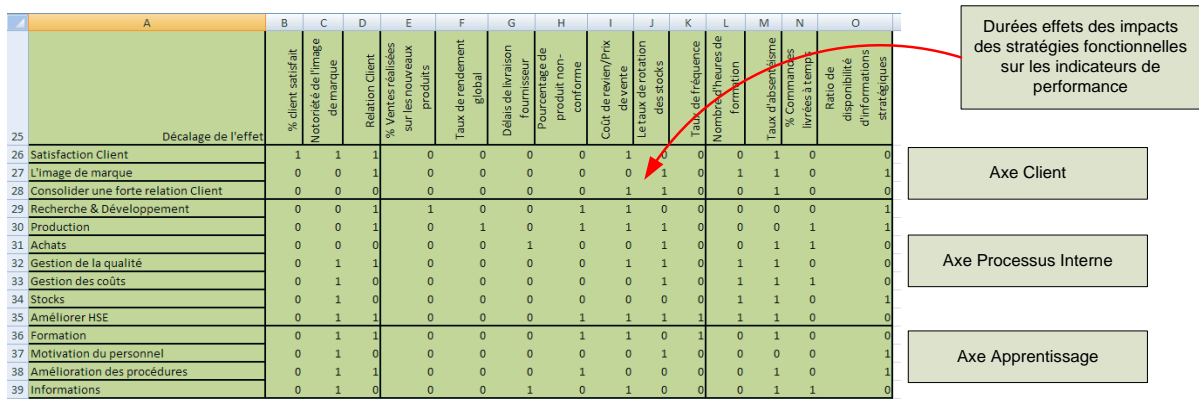 A B C D E F G H I J K L M N O
25 Décalage de l'effet
% client satisfait
Notoriété de l'image
de marque
Relation Client
% Ventes réalisées
sur les nouveaux
produits
Taux de rendement
global
Délais de livraison
fournisseur
Pourcentage de
produit non-
conforme
Coût de revien/Prix
de vente
Le taux de rotation
des stocks
Taux de fréquence
Nombre d'heures de
formation
Taux d'absentéisme
% Commandes
livrées à temps
Ratio de
disponibilité
d'informations
stratégiques
26 Satisfaction Client 1 1 1 0 0 0 0 1 0 0 0 1 0 0
27 L'image de marque 0 0 1 0 0 0 0 0 1 0 1 1 0 1
28 Consolider une forte relation Client 0 0 0 0 0 0 0 1 1 0 0 1 0 0
29 Recherche & Développement 0 0 1 1 0 0 1 1 0 0 0 0 0 1
30 Production 0 0 1 0 1 0 1 1 1 0 1 0 1 1
31 Achats 0 0 0 0 0 1 0 0 1 0 0 1 1 0
32 Gestion de la qualité 0 1 1 0 0 0 0 1 1 0 1 1 0 0
33 Gestion des coûts 0 1 0 0 0 0 0 0 1 0 1 1 1 0
34 Stocks 0 1 0 0 0 0 0 0 0 0 1 1 0 1
35 Améliorer HSE 0 1 1 0 0 0 1 1 1 1 1 1 0 0
36 Formation 0 1 1 0 0 0 1 1 0 1 0 1 0 0
37 Motivation du personnel 0 1 0 0 0 0 0 0 1 0 0 0 0 1
38 Amélioration des procédures 0 1 1 0 0 0 1 0 0 0 0 1 0 1
39 Informations 0 1 0 0 0 1 0 1 0 0 0 1 1 0
Durées effets des impacts
des stratégies fonctionnelles
sur les indicateurs de
performance
Axe Client
Axe Processus Interne
Axe Apprentissage